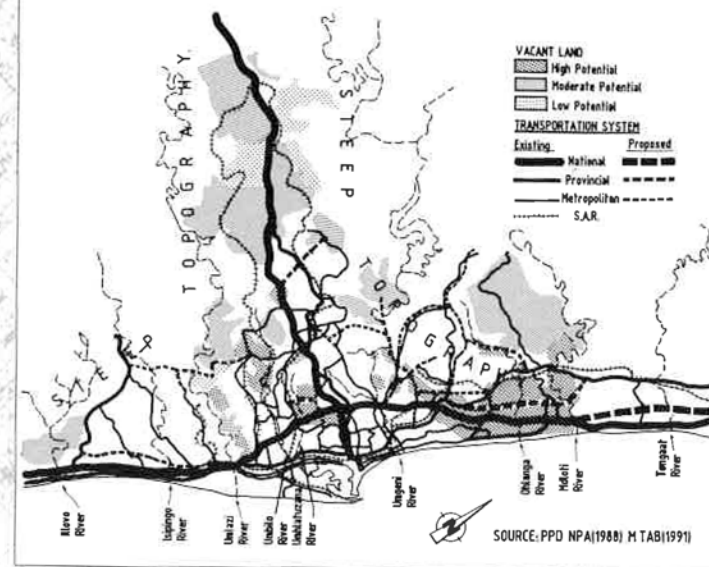 VACANT LAND
High Potential
Moderate Potential
Low Potential
TRANSPORTATION SYSTEM
Existing Proposed
National
Provincial
Metropolitan
S.A.R.
STEEP
TOPOGRAPHY
STEEP
TOPOGRAPHY
Illovo River
Isipingo River
Umlazi River
Umbilo River
Umhlatuzana River
Umgeni River
Ohlanga River
Mdloti River
Tongaat River
SOURCE: PPD NPA(1988) M TAB(1991)